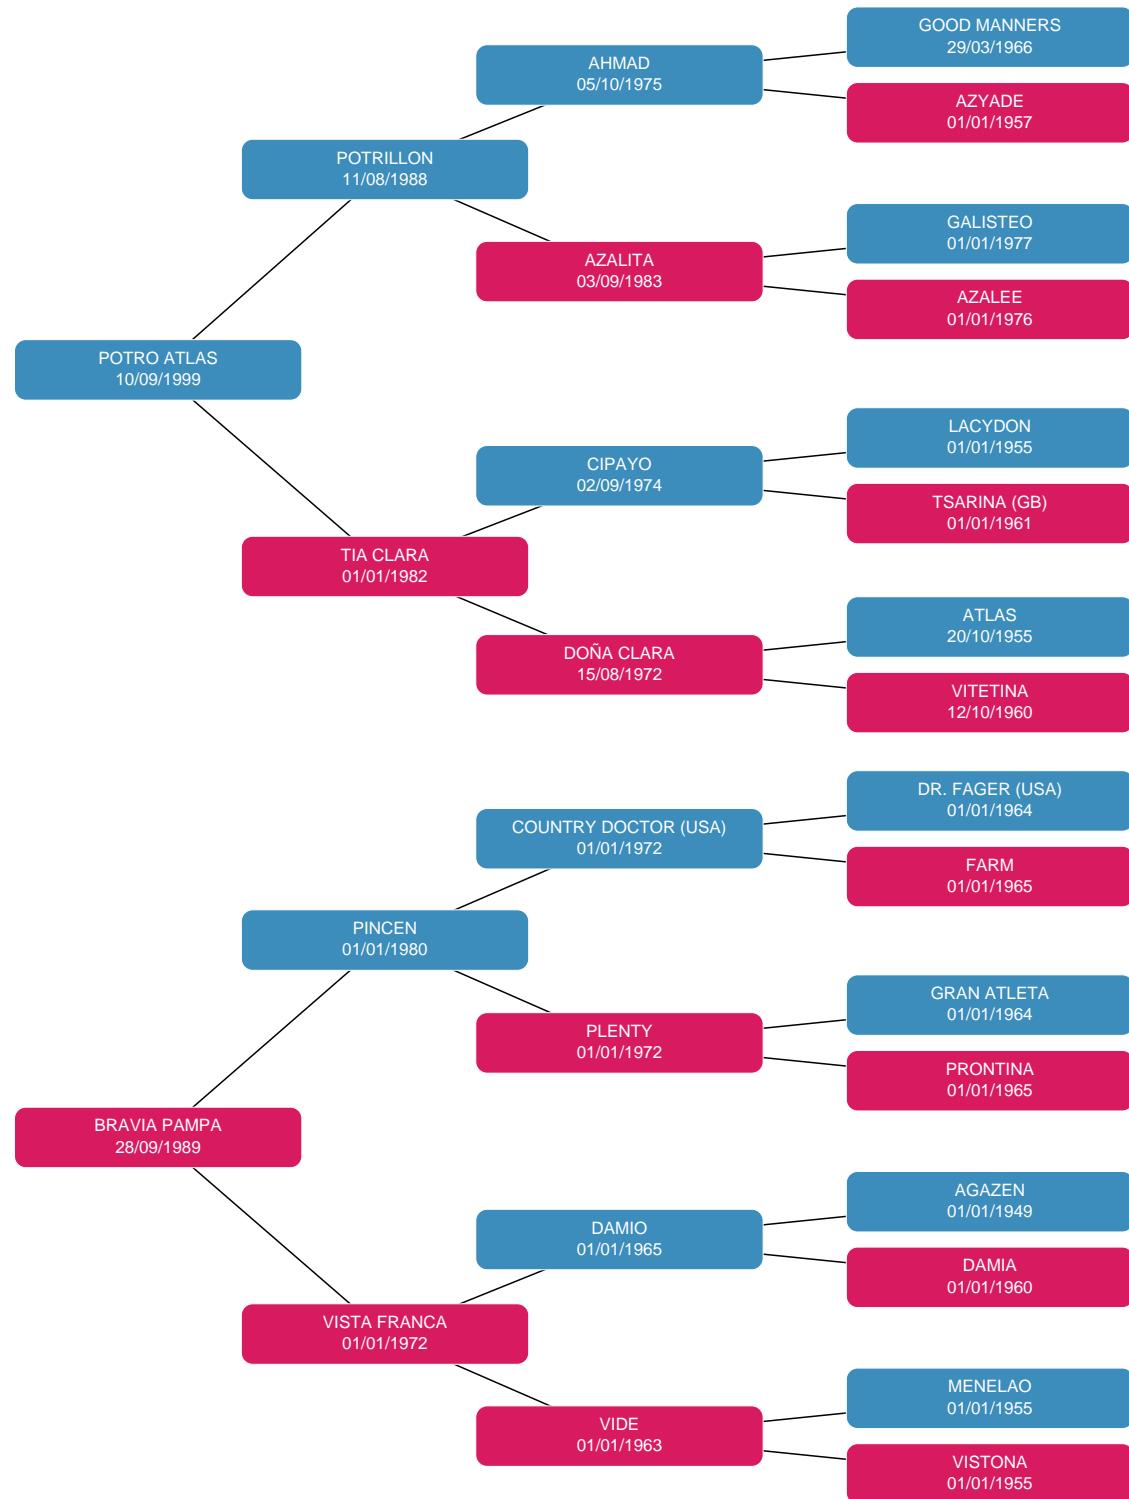 GOOD MANNERS
29/03/1966
AHMAD
05/10/1975
AZYADE
01/01/1957
POTRILLON
11/08/1988
GALISTEO
01/01/1977
AZALITA
03/09/1983
AZALEE
01/01/1976
POTRO ATLAS
10/09/1999
LACYDON
01/01/1955
CIPAYO
02/09/1974
TSARINA (GB)
01/01/1961
TIA CLARA
01/01/1982
ATLAS
20/10/1955
DOÑA CLARA
15/08/1972
VITETINA
12/10/1960
DR. FAGER (USA)
01/01/1964
COUNTRY DOCTOR (USA)
01/01/1972
FARM
01/01/1965
PINCEN
01/01/1980
GRAN ATLETA
01/01/1964
PLENTY
01/01/1972
PRONTINA
01/01/1965
BRAVIA PAMPA
28/09/1989
AGAZEN
01/01/1949
DAMIO
01/01/1965
DAMIA
01/01/1960
VISTA FRANCA
01/01/1972
MENELAO
01/01/1955
VIDE
01/01/1963
VISTONA
01/01/1955